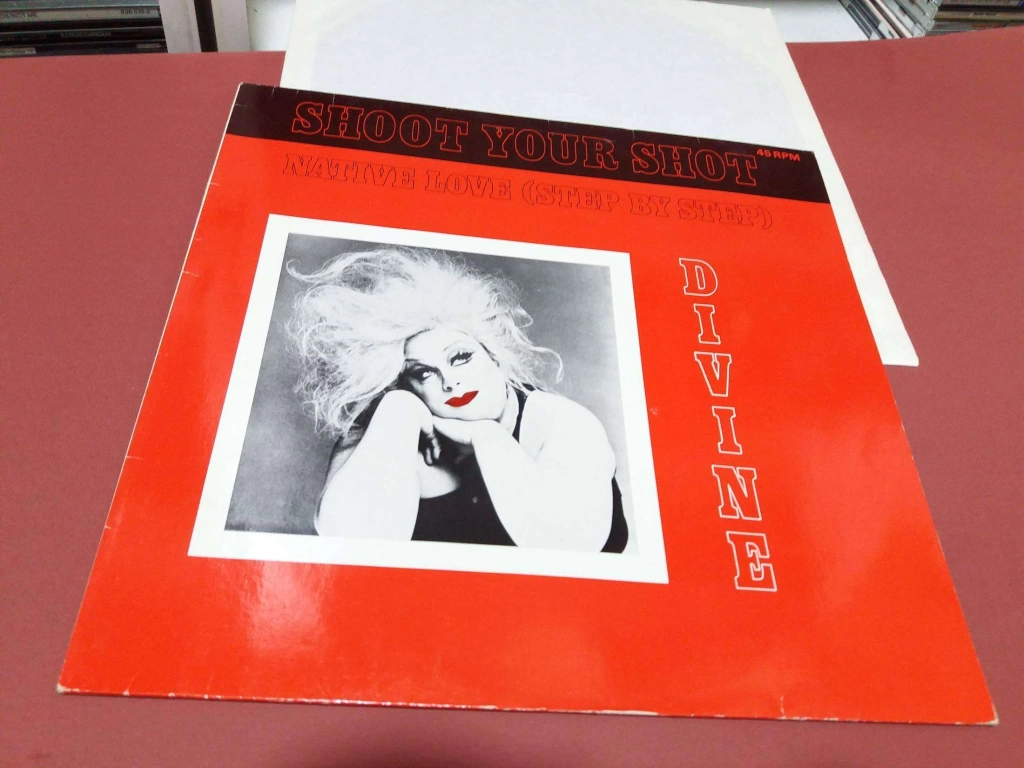 SHOOT YOUR SHOT
45 RPM
NATIVE LOVE (STEP BY STEP)
DIVINE